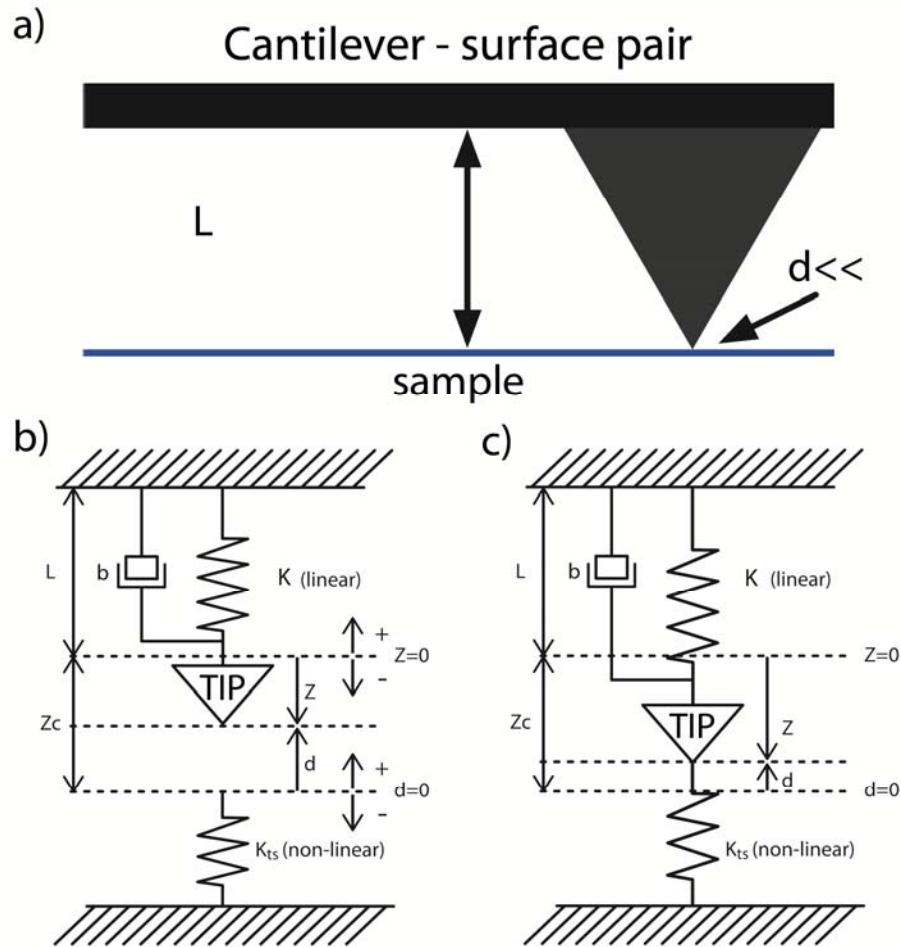 a)
Cantilever - surface pair
L
d<<
sample
b)
c)
L
b
K (linear)
+
Z=0
-
TIP
Z
Zc
d
+
d=0
-
Kts (non-linear)
L
b
K (linear)
Z=0
TIP
Z
Zc
d
d=0
Kts (non-linear)